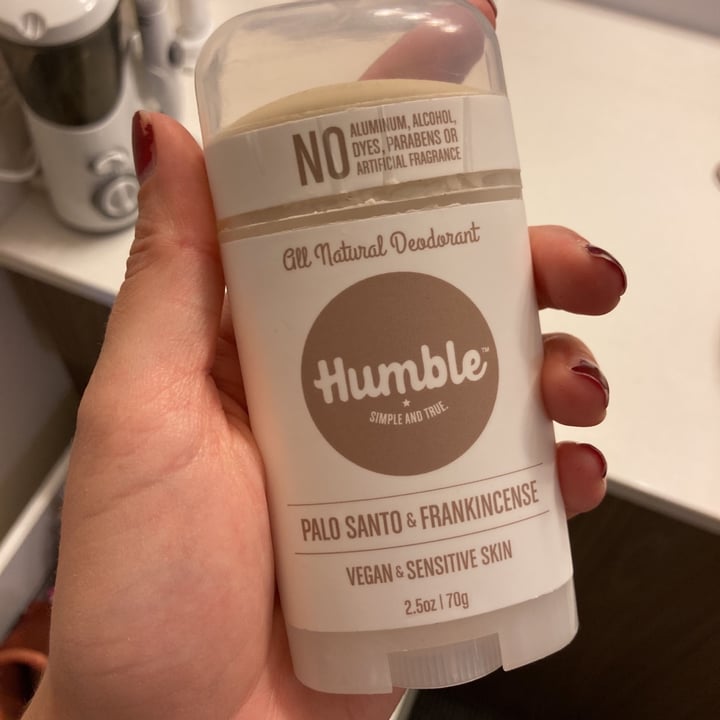 NO ALUMINUM, ALCOHOL,
DYES, PARABENS OR
ARTIFICIAL FRAGRANCE
All Natural Deodorant
Humble™
SIMPLE AND TRUE.
PALO SANTO & FRANKINCENSE
VEGAN & SENSITIVE SKIN
2.5oz | 70g